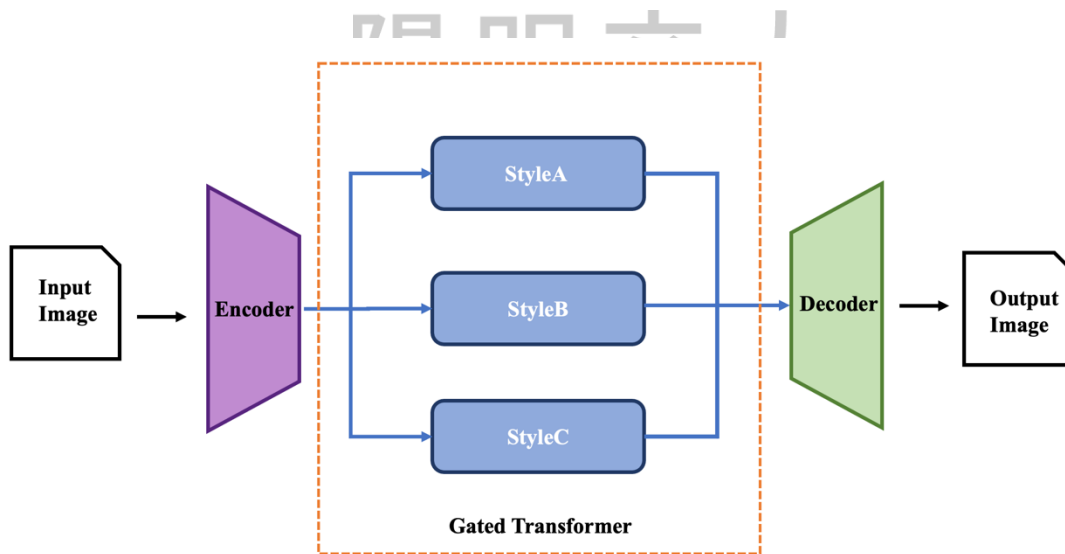 StyleA
Input
Image
Encoder
StyleB
Decoder
Output
Image
StyleC
Gated Transformer